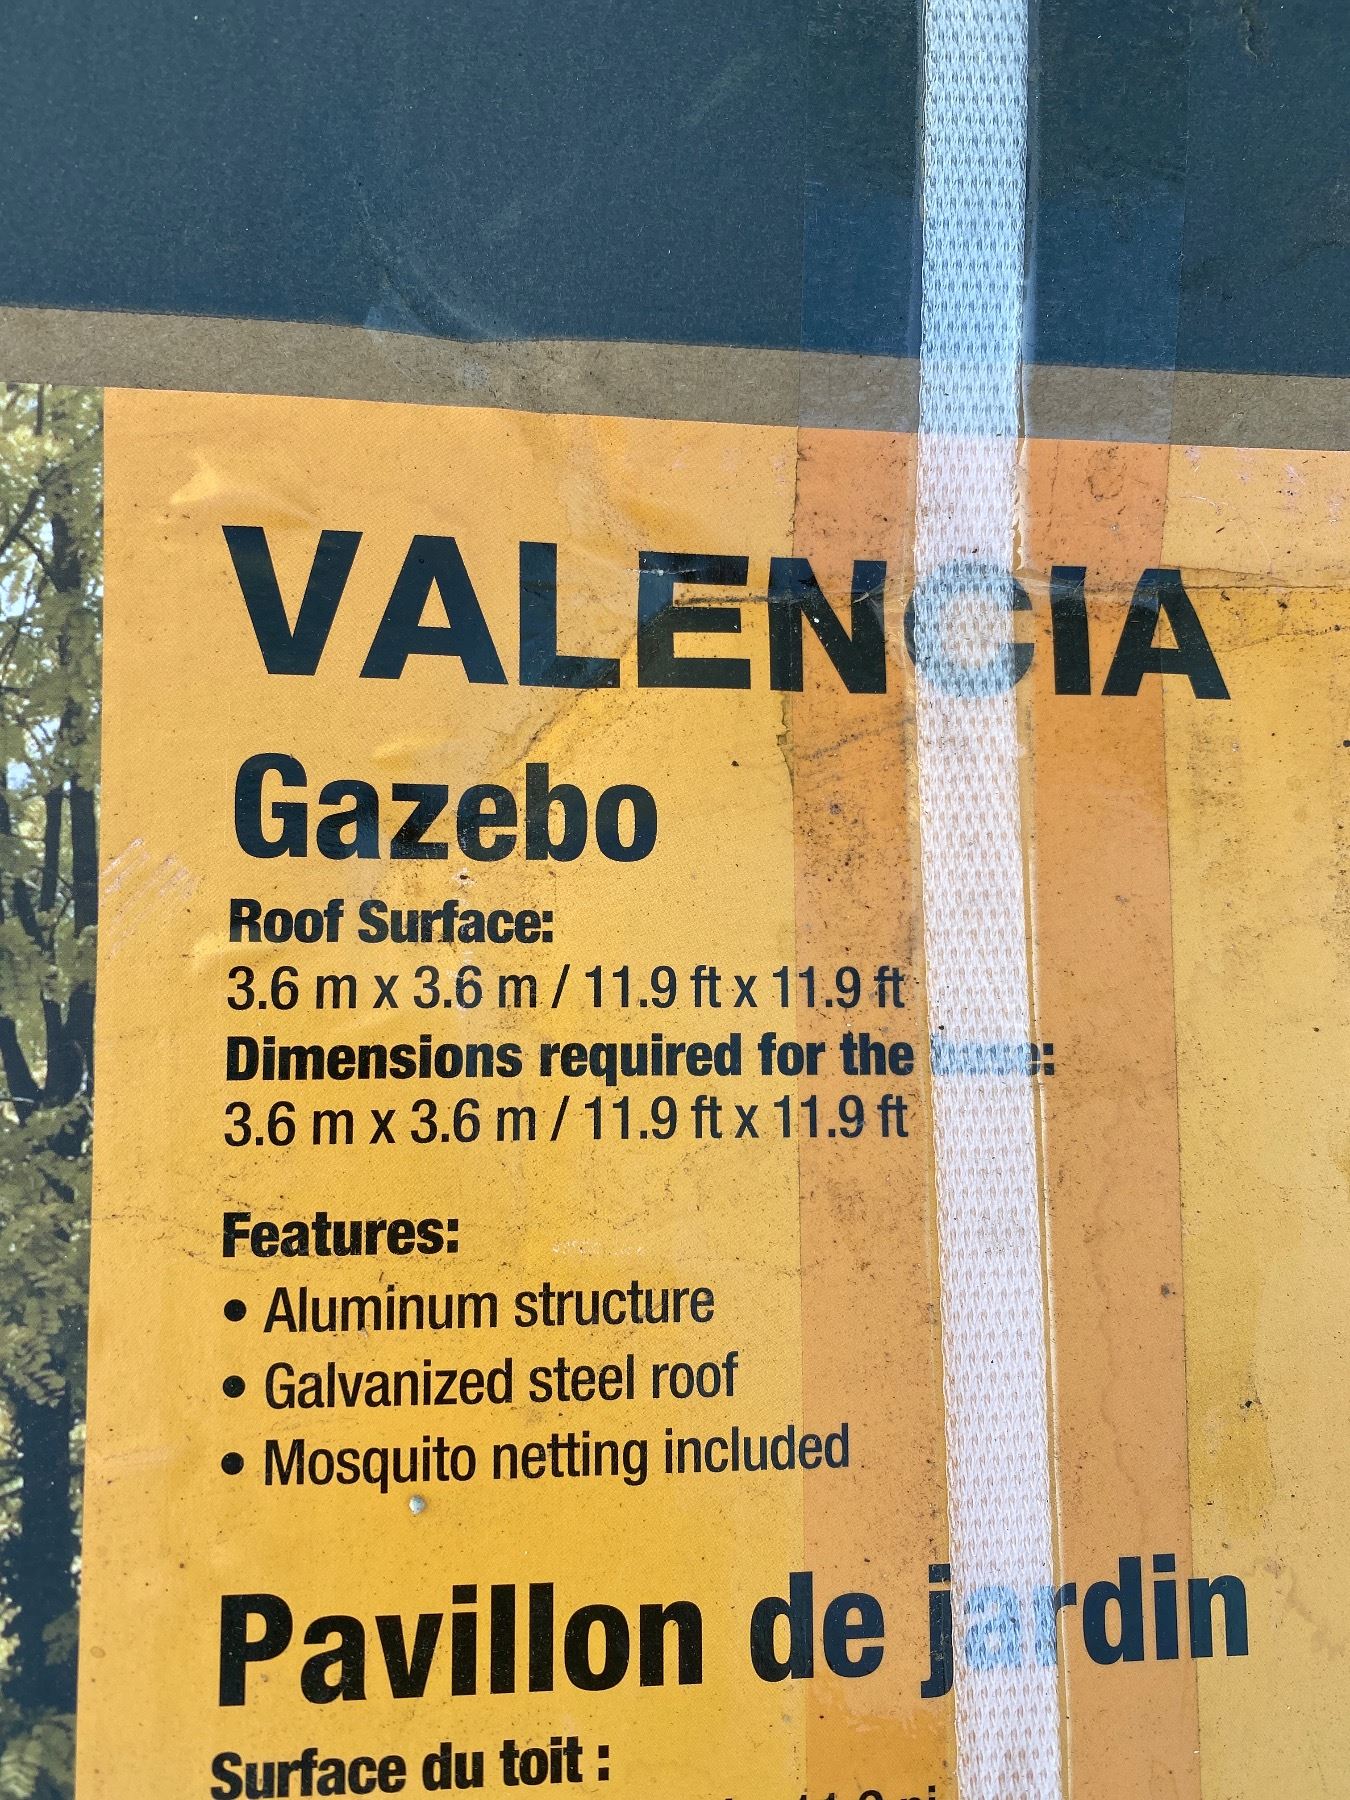 VALENCIA
Gazebo
Roof Surface:
3.6 m x 3.6 m / 11.9 ft x 11.9 ft
Dimensions required for the base:
3.6 m x 3.6 m / 11.9 ft x 11.9 ft
Features:
• Aluminum structure
• Galvanized steel roof
• Mosquito netting included
Pavillon de jardin
Surface du toit :